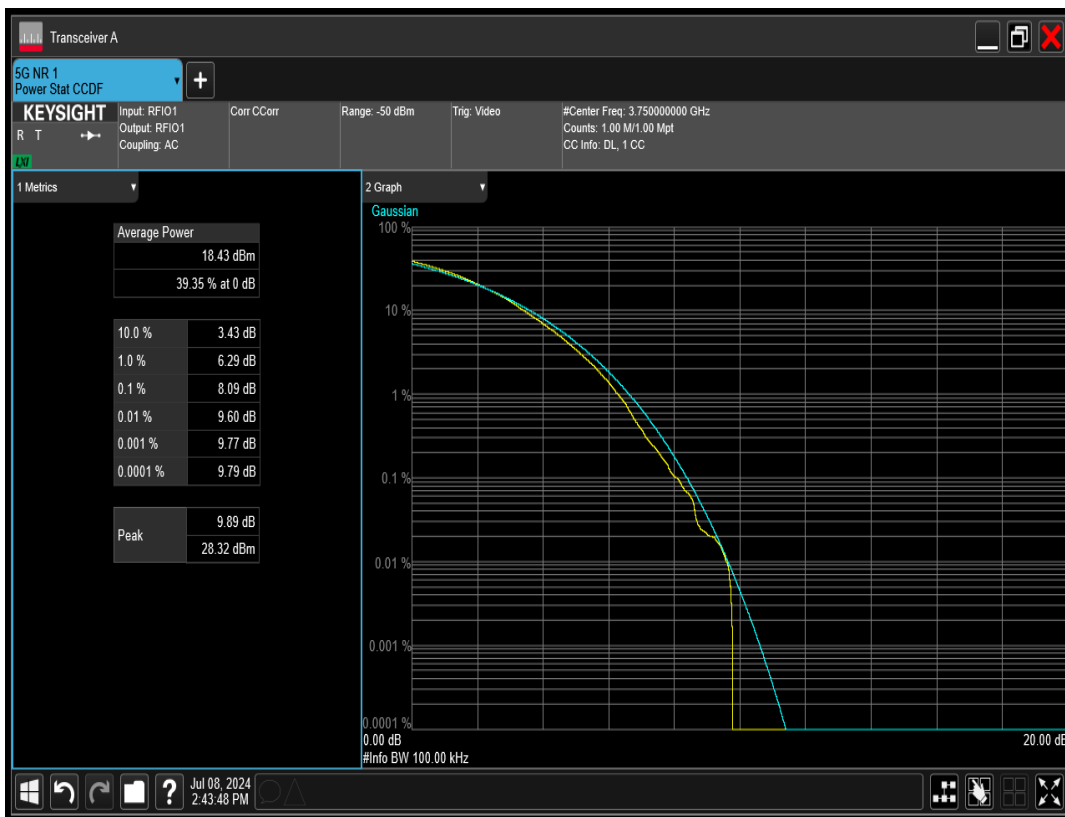 Transceiver A
5G NR 1
Power Stat CCDF
+
KEYSIGHT
R T
LXI
Input: RFIO1
Output: RFIO1
Coupling: AC
Corr CCorr
Range: -50 dBm
Trig: Video
#Center Freq: 3.750000000 GHz
Counts: 1.00 M/1.00 Mpt
CC Info: DL, 1 CC
1 Metrics
Average Power
18.43 dBm
39.35 % at 0 dB
10.0 % 3.43 dB
1.0 % 6.29 dB
0.1 % 8.09 dB
0.01 % 9.60 dB
0.001 % 9.77 dB
0.0001 % 9.79 dB
Peak
9.89 dB
28.32 dBm
2 Graph
Gaussian
100 %
10 %
1 %
0.1 %
0.01 %
0.001 %
0.0001 %
0.00 dB 20.00 dB
#Info BW 100.00 kHz
?
Jul 08, 2024
2:43:48 PM